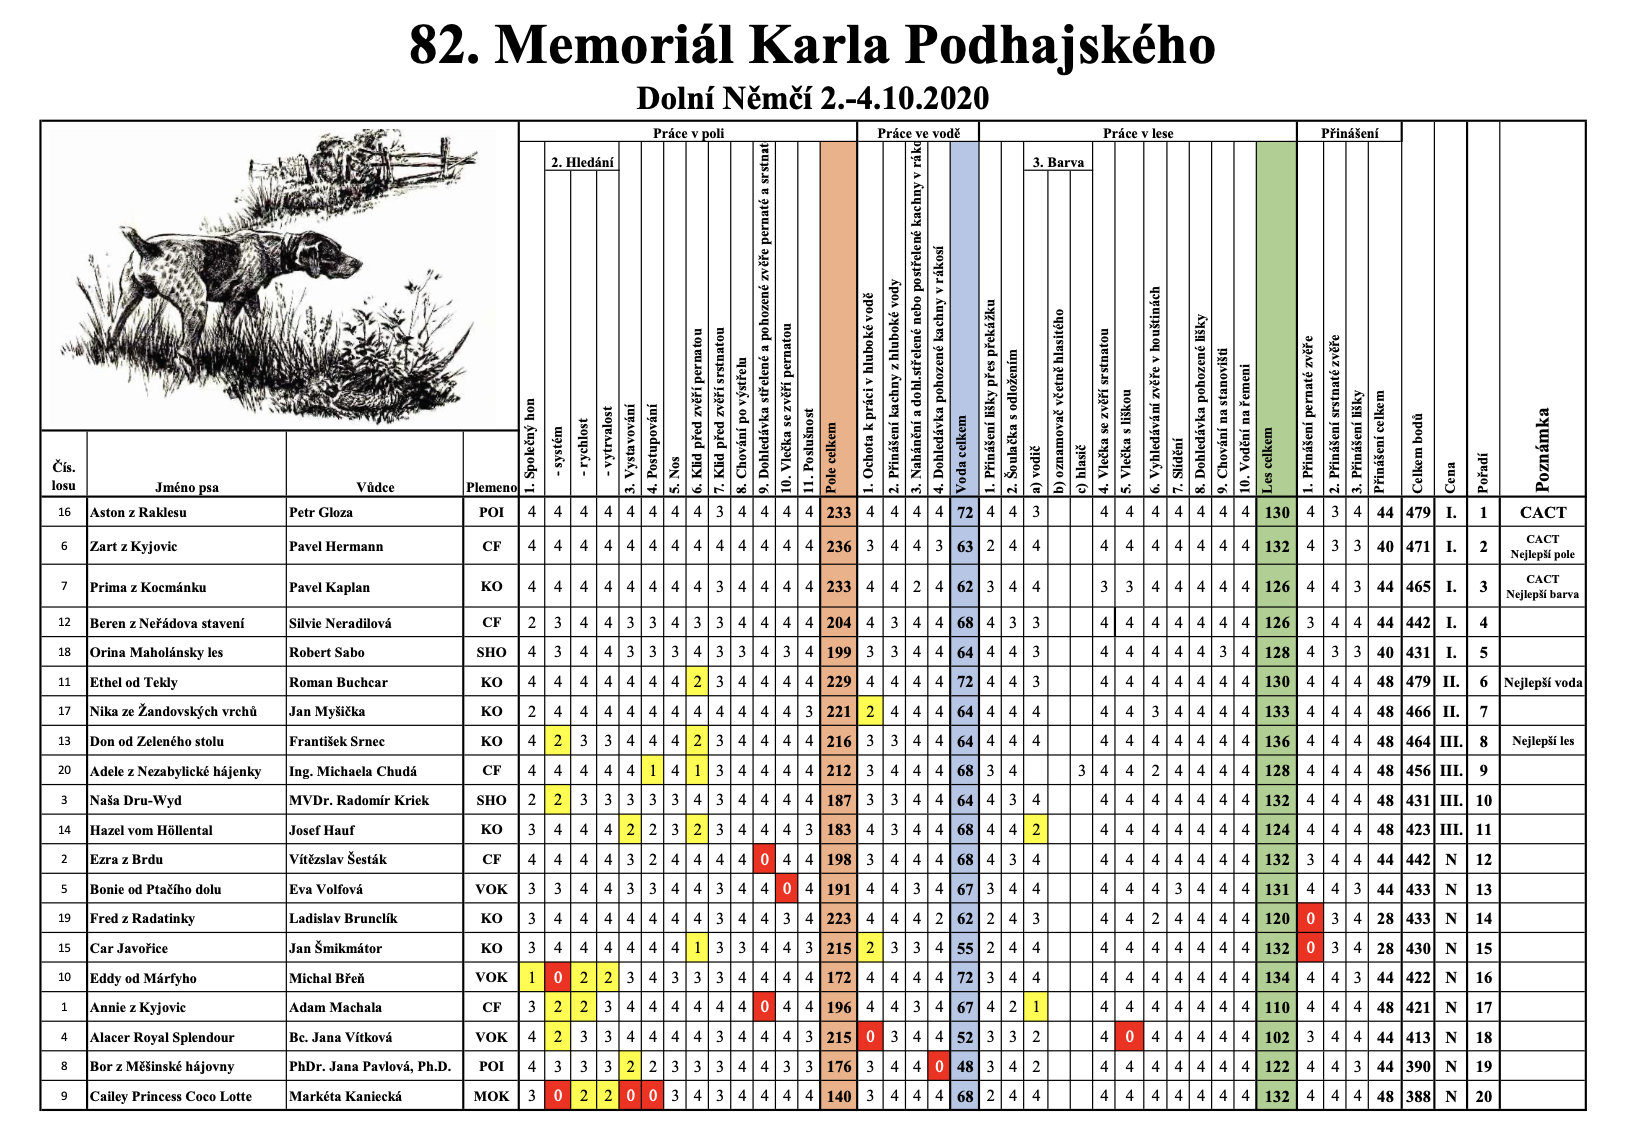 82. Memoriál Karla Podhajského
Dolní Němčí 2.-4.10.2020
Práce v poli Práce ve vodě Práce v lese Přinášení
2. Hledání 3. Barva
Čís. losu Jméno psa Vůdce Plemeno 1. Společný hon - systém - rychlost - vytrvalost 3. Vystavování 4. Postupování 5. Nos 6. Klid před zvěří pernatou 7. Klid před zvěří srstnatou 8. Chování po výstřelu 9. Dohledávka střelené a pohozené zvěře pernaté a srstnat 10. Vlečka se zvěří pernatou 11. Poslušnost Pole celkem 1. Ochota k práci v hluboké vodě 2. Přinášení kachny z hluboké vody 3. Nahánění a dohl.střelené nebo postřelené kachny v ráko 4. Dohledávka pohozené kachny v rákosí Voda celkem 1. Přinášení lišky přes překážku 2. Šoulačka s odložením a) vodič b) oznamovač včetně hlasitého c) hlasič 4. Vlečka se zvěří srstnatou 5. Vlečka s liškou 6. Vyhledávání zvěře v houštinách 7. Slídění 8. Dohledávka pohozené lišky 9. Chování na stanovišti 10. Vodění na řemeni Les celkem 1. Přinášení pernaté zvěře 2. Přinášení srstnaté zvěře 3. Přinášení lišky Přinášení celkem Celkem bodů Cena Pořadí Poznámka
16 Aston z Raklesu Petr Gloza POI 4 4 4 4 4 4 4 4 3 4 4 4 4 233 4 4 4 4 72 4 4 3 4 4 4 4 4 4 4 130 4 3 4 44 479 I. 1 CACT
6 Zart z Kyjovic Pavel Hermann CF 4 4 4 4 4 4 4 4 4 4 4 4 4 236 3 4 4 3 63 2 4 4 4 4 4 4 4 4 4 132 4 3 3 40 471 I. 2 CACT Nejlepší pole
7 Prima z Kocmánku Pavel Kaplan KO 4 4 4 4 4 4 4 4 3 4 4 4 4 233 4 4 2 4 62 3 4 4 3 3 4 4 4 4 4 126 4 4 3 44 465 I. 3 CACT Nejlepší barva
12 Beren z Neřádova stavení Silvie Neradilová CF 2 3 4 4 3 3 4 3 3 4 4 4 4 204 4 3 4 4 68 4 3 3 4 4 4 4 4 4 4 126 3 4 4 44 442 I. 4
18 Orina Maholánsky les Robert Sabo SHO 4 3 4 4 3 3 3 4 3 3 4 3 4 199 3 3 4 4 64 4 4 3 4 4 4 4 4 3 4 128 4 3 3 40 431 I. 5
11 Ethel od Tekly Roman Buchcar KO 4 4 4 4 4 4 4 2 3 4 4 4 4 229 4 4 4 4 72 4 4 3 4 4 4 4 4 4 4 130 4 4 4 48 479 II. 6 Nejlepší voda
17 Nika ze Žandovských vrchů Jan Myšička KO 2 4 4 4 4 4 4 4 4 4 4 4 3 221 2 4 4 4 64 4 4 4 4 4 3 4 4 4 4 133 4 4 4 48 466 II. 7
13 Don od Zeleného stolu František Srnec KO 4 2 3 3 4 4 4 2 3 4 4 4 4 216 3 3 4 4 64 4 4 4 4 4 4 4 4 4 4 136 4 4 4 48 464 III. 8 Nejlepší les
20 Adele z Nezabylické hájenky Ing. Michaela Chudá CF 4 4 4 4 4 1 4 1 3 4 4 4 4 212 3 4 4 4 68 3 4 3 4 4 2 4 4 4 4 128 4 4 4 48 456 III. 9
3 Naša Dru-Wyd MVDr. Radomír Kriek SHO 2 2 3 3 3 3 3 4 3 4 4 4 4 187 3 3 4 4 64 4 3 4 4 4 4 4 4 4 4 132 4 4 4 48 431 III. 10
14 Hazel vom Höllental Josef Hauf KO 3 4 4 4 2 2 3 2 3 4 4 4 3 183 4 3 4 4 68 4 4 2 4 4 4 4 4 4 4 124 4 4 4 48 423 III. 11
2 Ezra z Brdu Vítězslav Šesták CF 4 4 4 4 3 2 4 4 4 4 0 4 4 198 3 4 4 4 68 4 3 4 4 4 4 4 4 4 4 132 3 4 4 44 442 N 12
5 Bonie od Ptačího dolu Eva Volfová VOK 3 3 4 4 3 3 4 4 3 4 4 0 4 191 4 4 3 4 67 3 4 4 4 4 4 3 4 4 4 131 4 4 3 44 433 N 13
19 Fred z Radatinky Ladislav Brunclík KO 3 4 4 4 4 4 4 4 3 4 4 3 4 223 4 4 4 2 62 2 4 3 4 4 2 4 4 4 4 120 0 3 4 28 433 N 14
15 Car Javořice Jan Šmikmátor KO 3 4 4 4 4 4 4 1 3 3 4 4 3 215 2 3 3 4 55 2 4 4 4 4 4 4 4 4 4 132 0 3 4 28 430 N 15
10 Eddy od Márfyho Michal Břeň VOK 1 0 2 2 3 4 3 3 3 4 4 4 4 172 4 4 4 4 72 3 4 4 4 4 4 4 4 4 4 134 4 4 3 44 422 N 16
1 Annie z Kyjovic Adam Machala CF 3 2 2 3 4 4 4 4 4 4 0 4 4 196 4 4 3 4 67 4 2 1 4 4 4 4 4 4 4 110 4 4 4 48 421 N 17
4 Alacer Royal Splendour Bc. Jana Vítková VOK 4 2 3 3 4 4 4 4 3 4 4 4 3 215 0 3 4 4 52 3 3 2 4 0 4 4 4 4 4 102 3 4 4 44 413 N 18
8 Bor z Měšinské hájovny PhDr. Jana Pavlová, Ph.D. POI 4 3 3 3 2 2 3 3 3 4 4 3 3 176 3 4 4 0 48 3 4 2 4 4 4 4 4 4 4 122 4 4 3 44 390 N 19
9 Cailey Princess Coco Lotte Markéta Kaniecká MOK 3 0 2 2 0 0 3 4 3 4 4 4 4 140 3 4 4 4 68 2 4 4 4 4 4 4 4 4 4 132 4 4 4 48 388 N 20